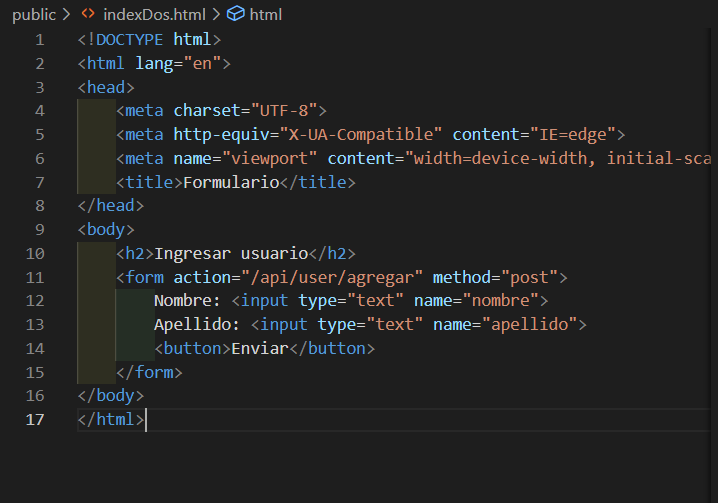 public > indexDos.html > html
1 <!DOCTYPE html>
2 <html lang="en">
3 <head>
4 <meta charset="UTF-8">
5 <meta http-equiv="X-UA-Compatible" content="IE=edge">
6 <meta name="viewport" content="width=device-width, initial-sca
7 <title>Formulario</title>
8 </head>
9 <body>
10 <h2>Ingresar usuario</h2>
11 <form action="/api/user/agregar" method="post">
12 Nombre: <input type="text" name="nombre">
13 Apellido: <input type="text" name="apellido">
14 <button>Enviar</button>
15 </form>
16 </body>
17 </html>